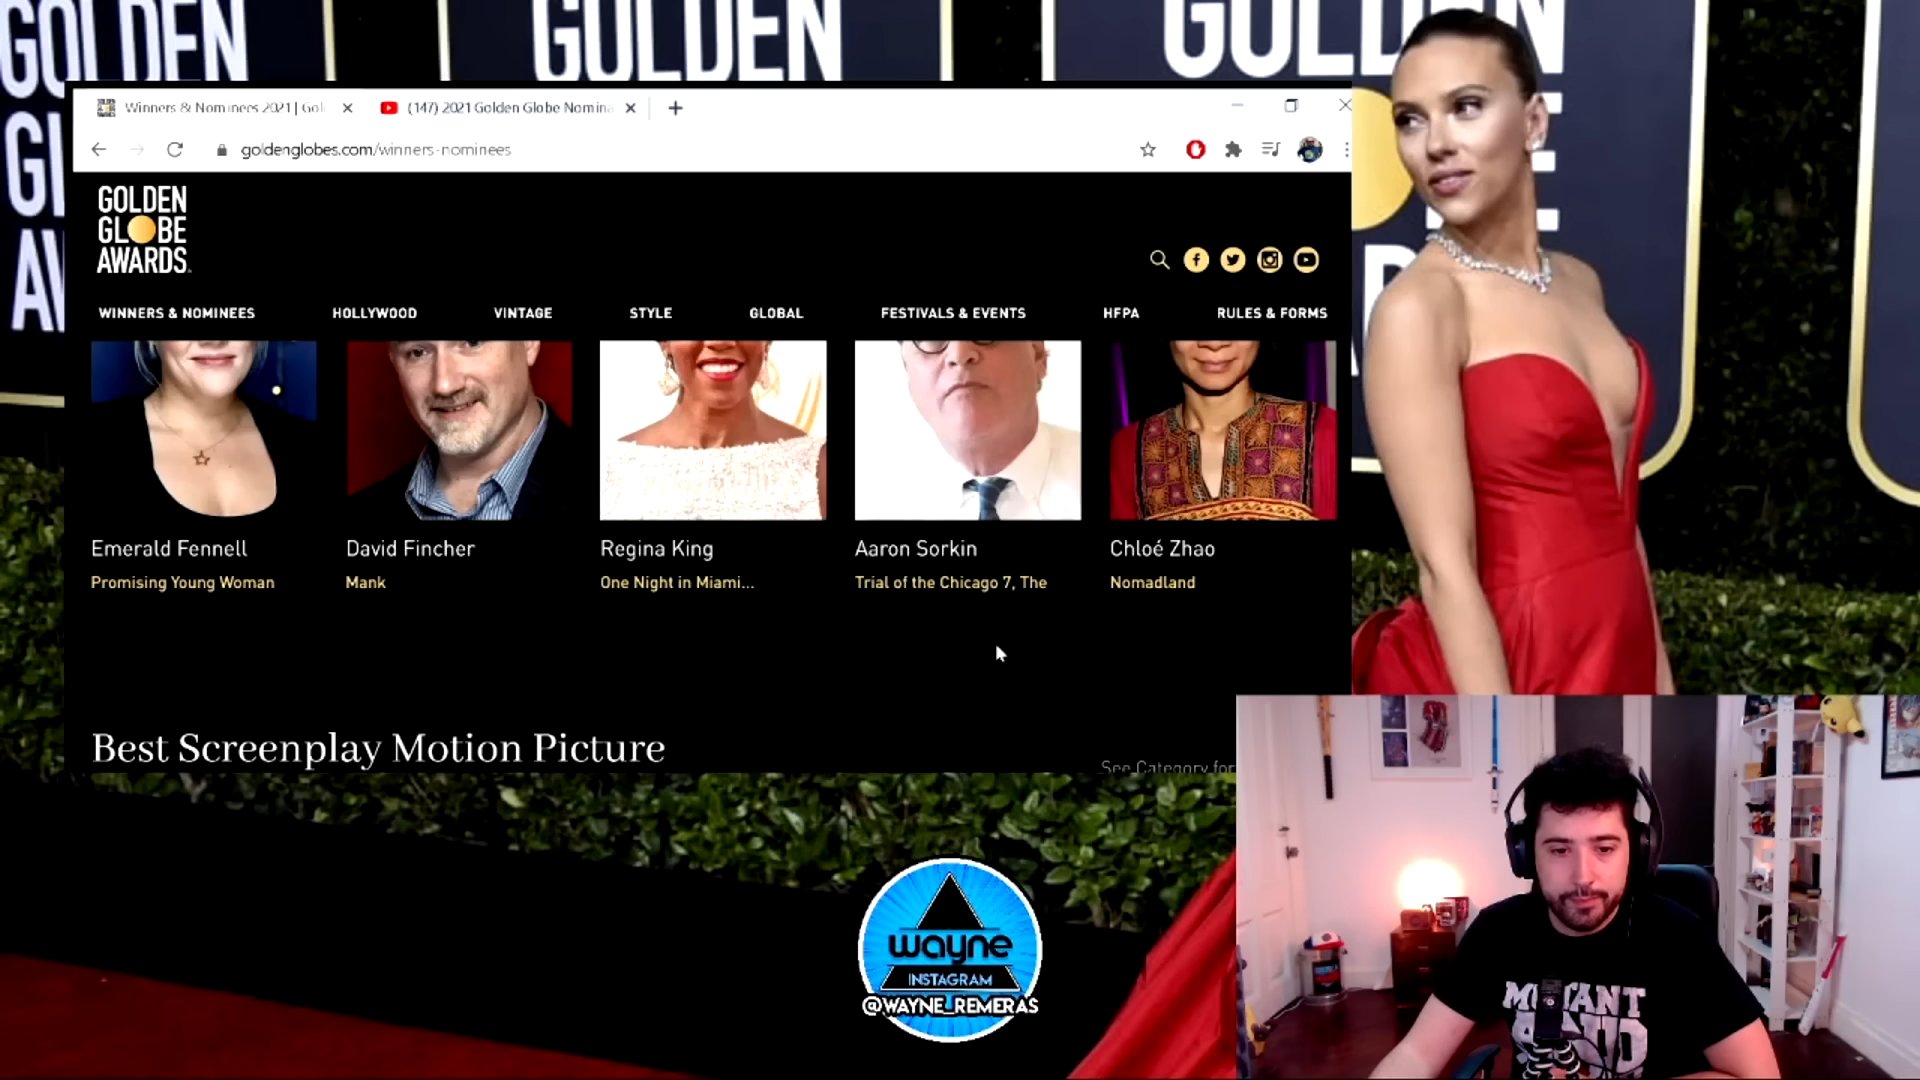 GOLDEN
GOLDEN
GOLDEN
Winners & Nominees 2021 | Gol
(147) 2021 Golden Globe Nomina
goldenglobes.com/winners-nominees
GOLDEN
GLOBE
AWARDS.
WINNERS & NOMINEES
HOLLYWOOD
VINTAGE
STYLE
GLOBAL
FESTIVALS & EVENTS
HFPA
RULES & FORMS
Emerald Fennell
David Fincher
Regina King
Aaron Sorkin
Chloé Zhao
Promising Young Woman
Mank
One Night in Miami...
Trial of the Chicago 7, The
Nomadland
Best Screenplay Motion Picture
See Category for
wayne
INSTAGRAM
@WAYNE_REMERAS